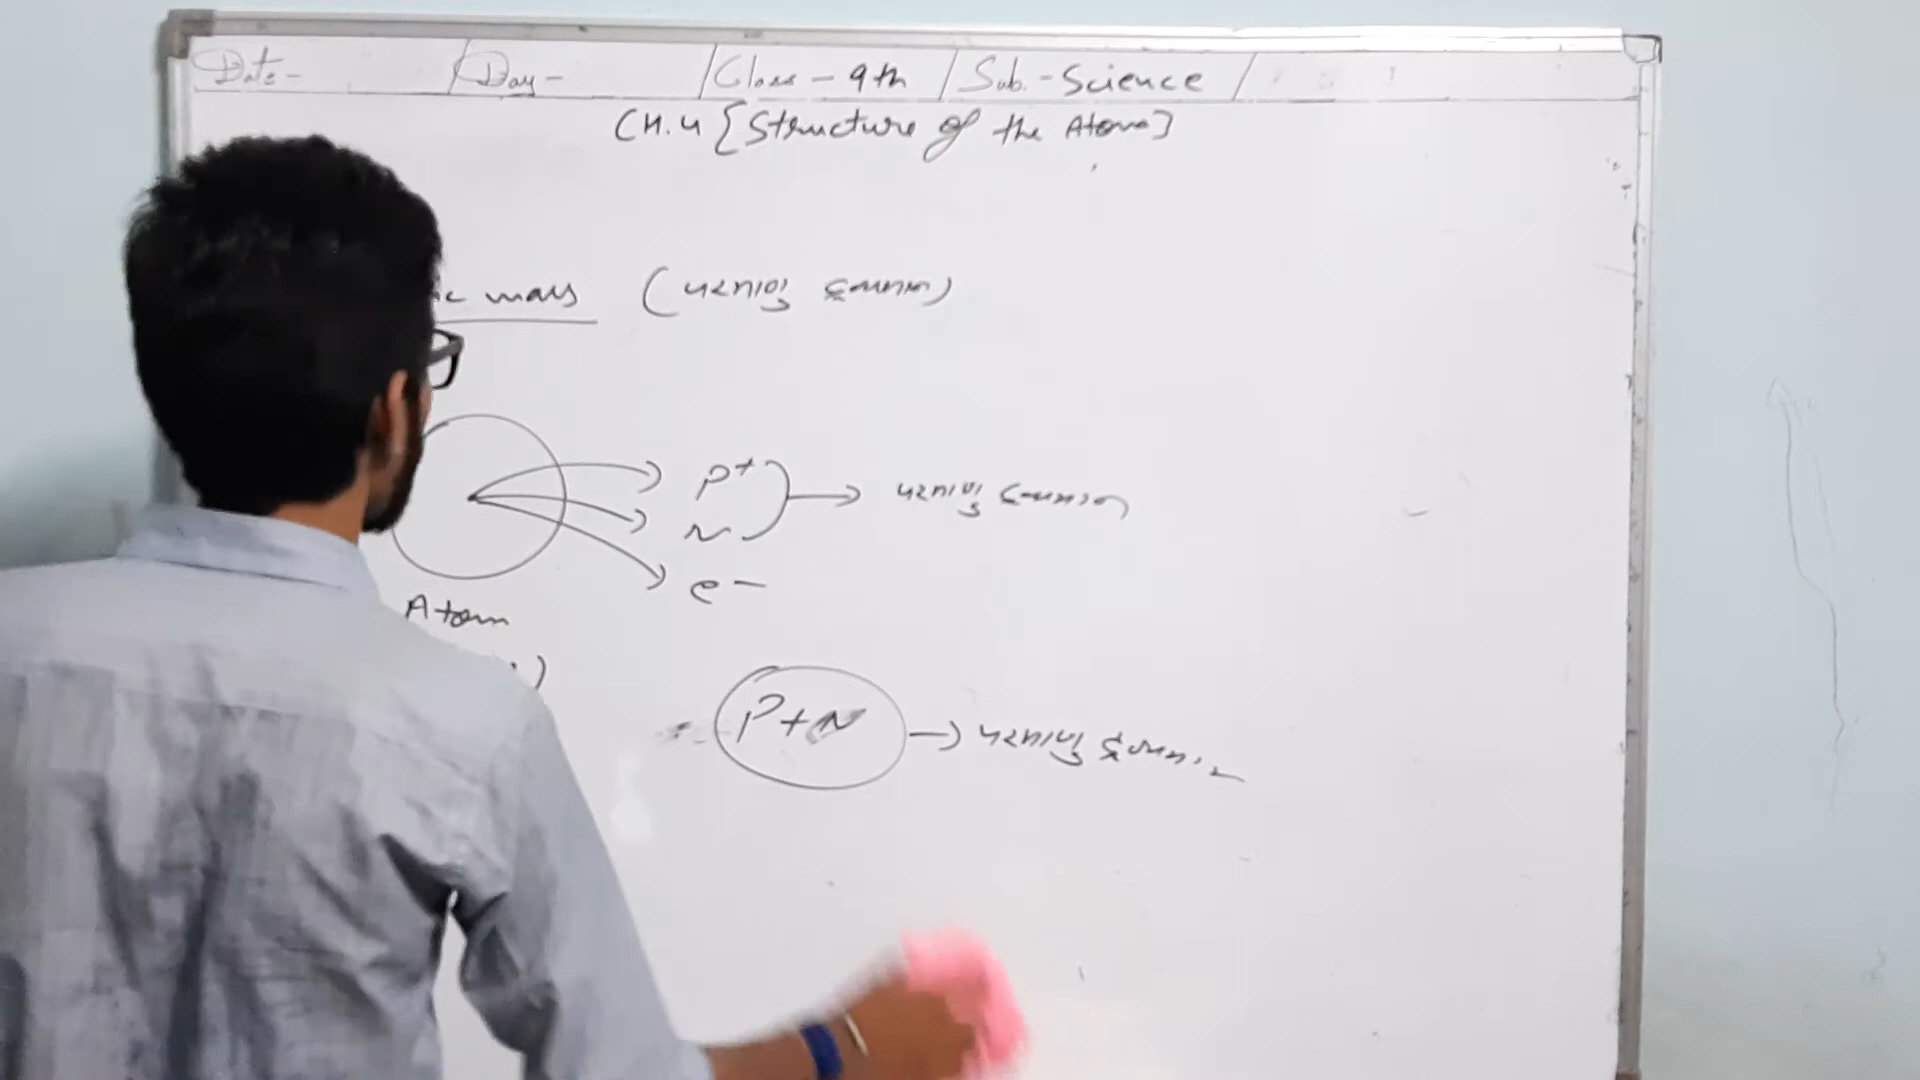 Date - / Day - / Class - 9th / Sub. - Science /
CH. 4 [Structure of the Atom]
ic mass (परमाणु द्रव्यमान)
P+
N
→ परमाणु द्रव्यमान
e-
Atom
P+N → परमाणु द्रव्यमान